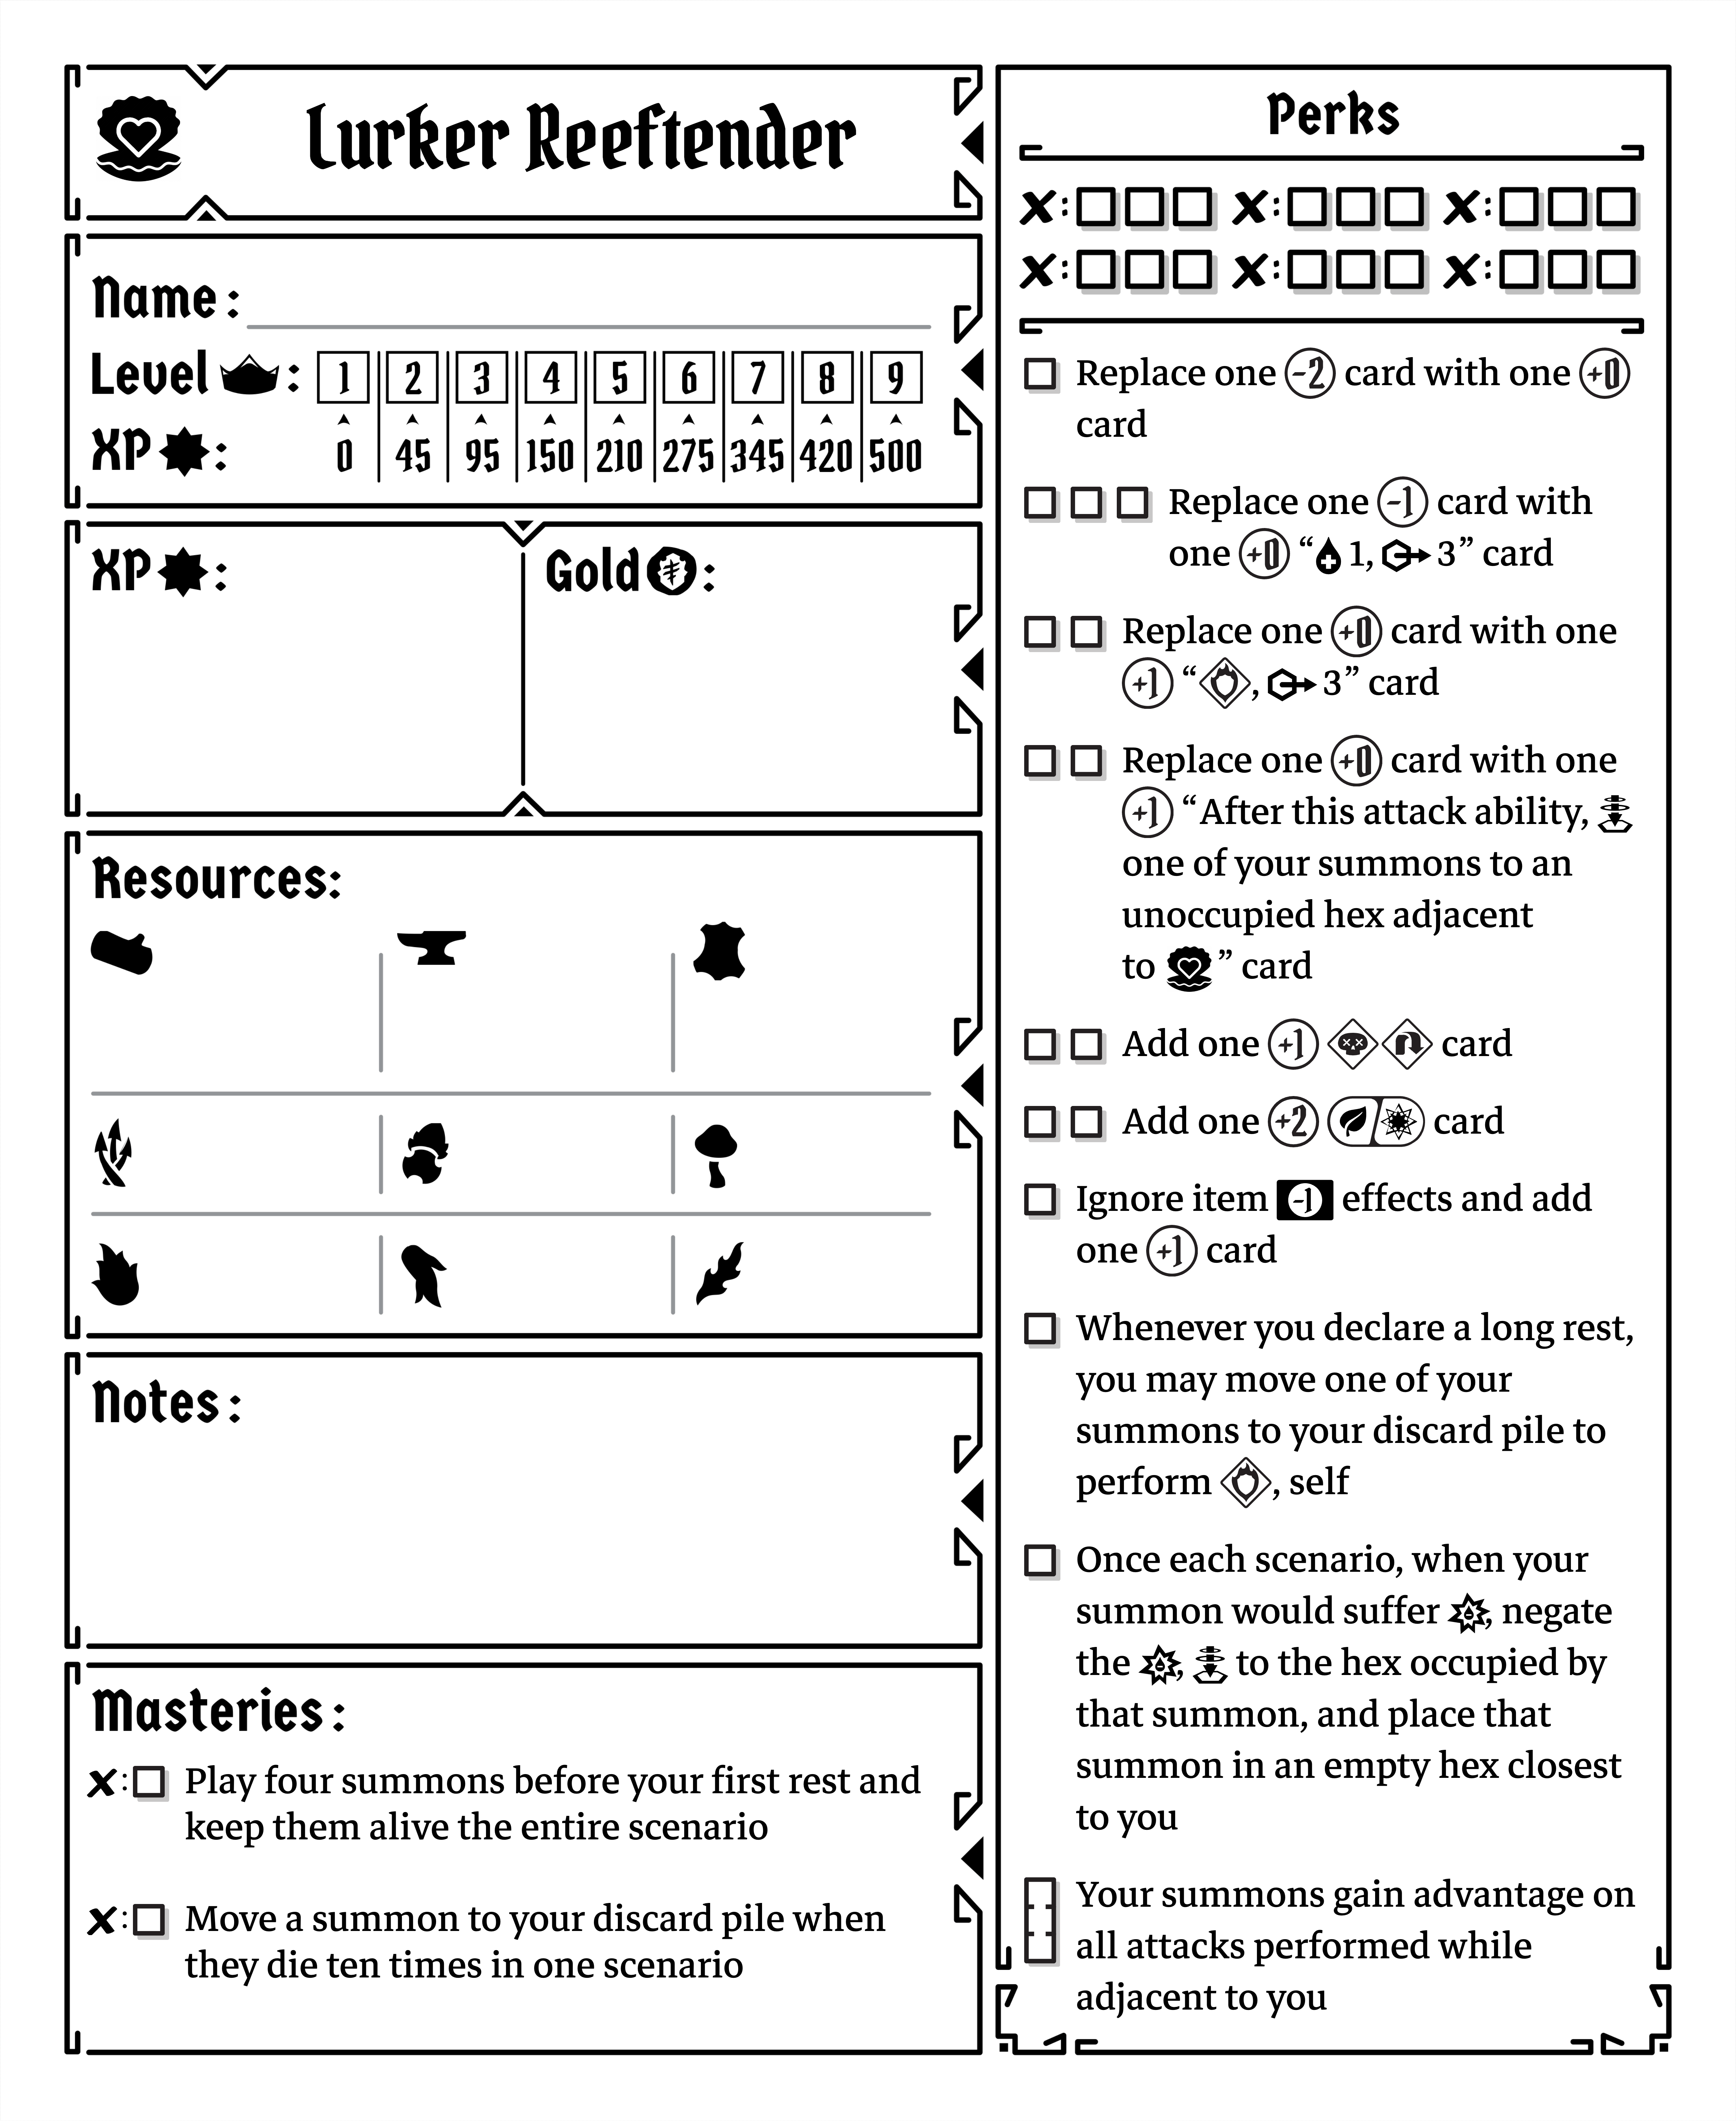 Lurker Reeftender
Name :
Level : 1 2 3 4 5 6 7 8 9
XP : 0 45 95 150 210 275 345 420 500
XP :
Gold :
Resources:
Notes :
Masteries :
Play four summons before your first rest and
keep them alive the entire scenario
Move a summon to your discard pile when
they die ten times in one scenario
Perks
Replace one -2 card with one +0
card
Replace one -1 card with
one +0 “ 1, 3” card
Replace one +0 card with one
+1 “ , 3” card
Replace one +0 card with one
+1 “After this attack ability,
one of your summons to an
unoccupied hex adjacent
to ” card
Add one +1 card
Add one +2 card
Ignore item -1 effects and add
one +1 card
Whenever you declare a long rest,
you may move one of your
summons to your discard pile to
perform , self
Once each scenario, when your
summon would suffer , negate
the , to the hex occupied by
that summon, and place that
summon in an empty hex closest
to you
Your summons gain advantage on
all attacks performed while
adjacent to you